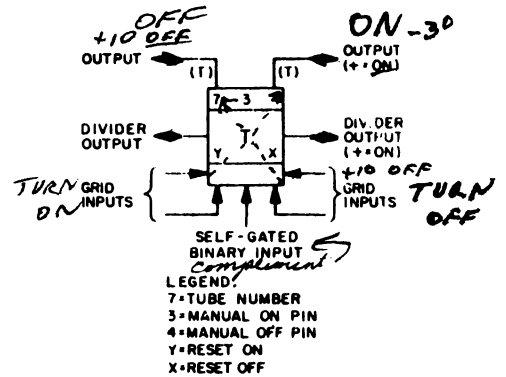 OFF
+10 OFF
OUTPUT
(T)
ON -30
OUTPUT
(+=ON)
(T)
7 3
DIVIDER
OUTPUT
DIVIDER
OUTPUT
(+=ON)
Y X
TURN
ON
GRID
INPUTS
+10 OFF
GRID
INPUTS
TURN
OFF
SELF-GATED
BINARY INPUT
complement
LEGEND:
7=TUBE NUMBER
3=MANUAL ON PIN
4=MANUAL OFF PIN
Y=RESET ON
X=RESET OFF